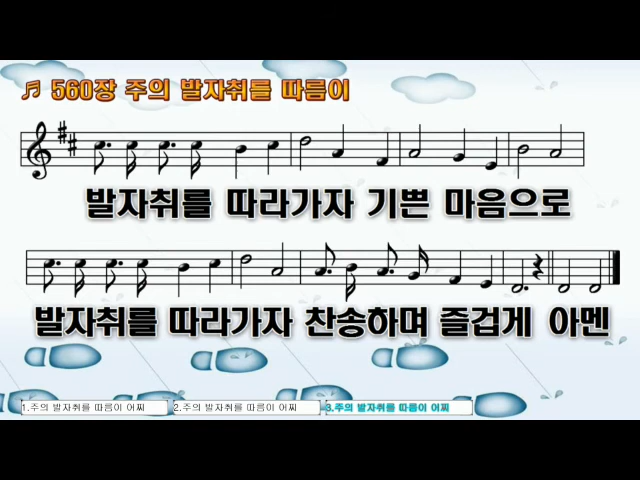 ♬ 560장 주의 발자취를 따름이
발자취를 따라가자 기쁜 마음으로
발자취를 따라가자 찬송하며 즐겁게 아멘
1.주의 발자취를 따름이 어찌 2.주의 발자취를 따름이 어찌 3.주의 발자취를 따름이 어찌